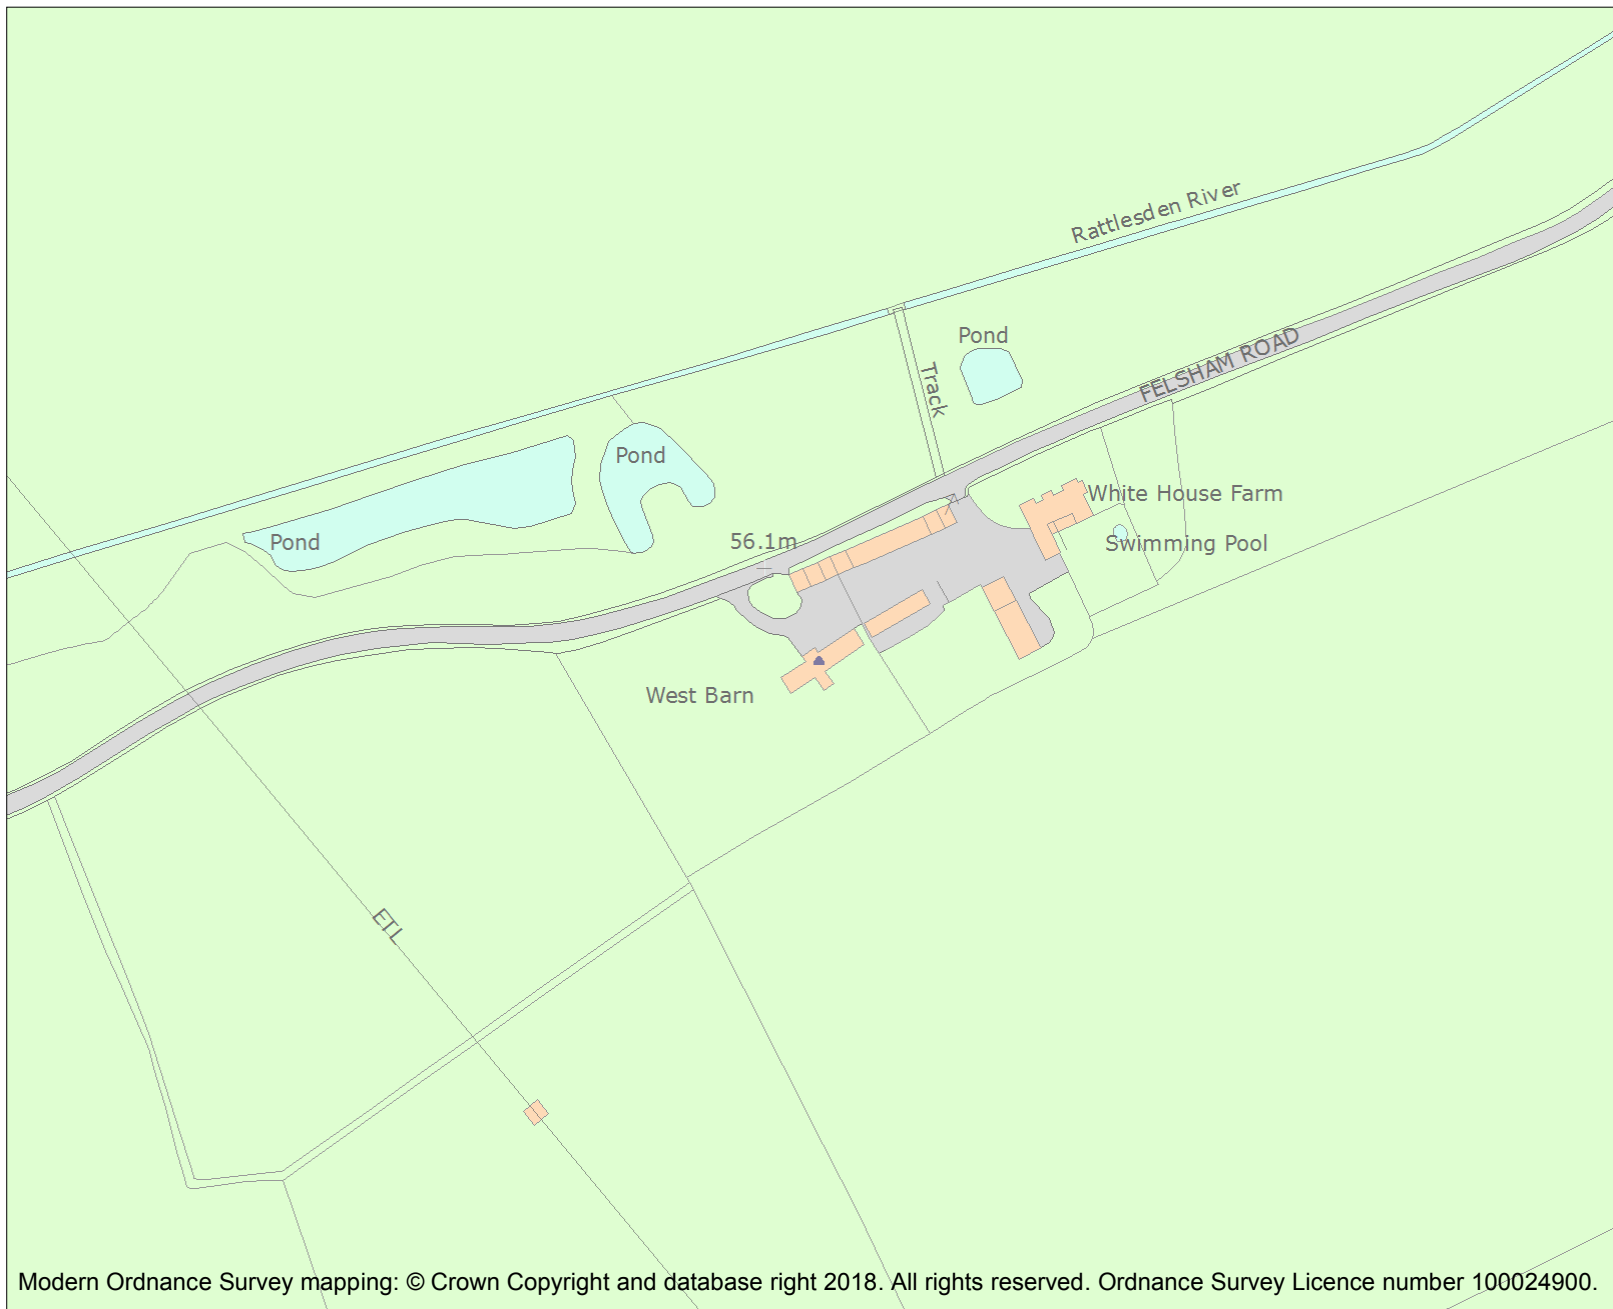 Rattlesden River
Pond
Track
FELSHAM ROAD
Pond
White House Farm
Pond
56.1m
Swimming Pool
West Barn
ETL
Modern Ordnance Survey mapping: © Crown Copyright and database right 2018. All rights reserved. Ordnance Survey Licence number 100024900.